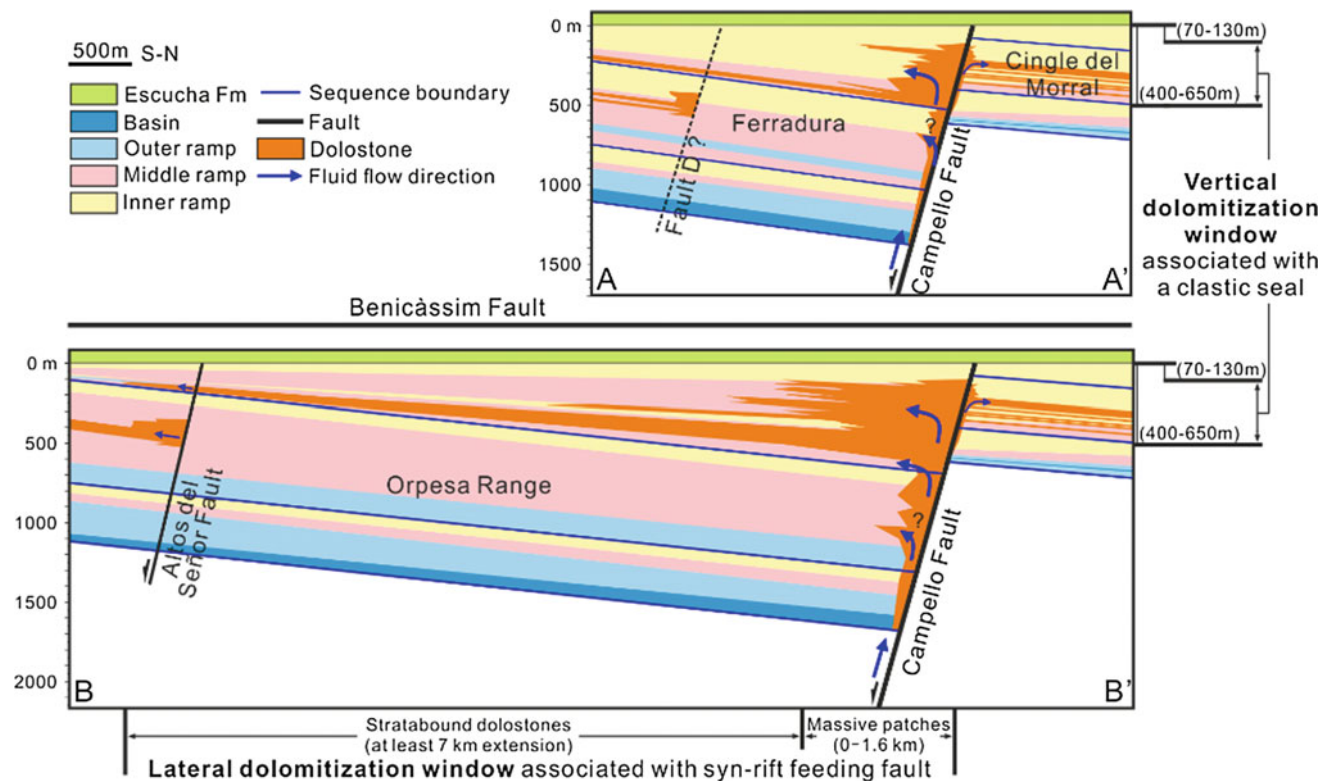 500m S-N
Escucha Fm
Basin
Outer ramp
Middle ramp
Inner ramp
Sequence boundary
Fault
Dolostone
Fluid flow direction
0 m
500
1000
1500
A
A'
Ferradura
Fault D ?
?
Campello Fault
Cingle del
Morral
(70-130m)
(400-650m)
Vertical
dolomitization
window
associated with
a clastic seal
Benicàssim Fault
0 m
500
1000
1500
2000
B
B'
Altos del
Señor Fault
Orpesa Range
?
Campello Fault
(70-130m)
(400-650m)
Stratabound dolostones
(at least 7 km extension)
Massive patches
(0-1.6 km)
Lateral dolomitization window associated with syn-rift feeding fault